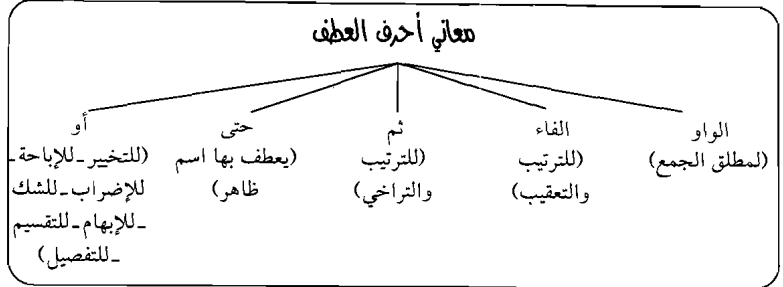 معاني أحرف العطف
الواو
(لمطلق الجمع)
الفاء
(للترتيب
والتعقيب)
ثم
(للترتيب
والتراخي)
حتى
(يعطف بها اسم
ظاهر)
أو
(للتخيير ـ للإباحة ـ
للإضراب ـ للشك
ـ للإبهام ـ للتقسيم
ـ للتفصيل)